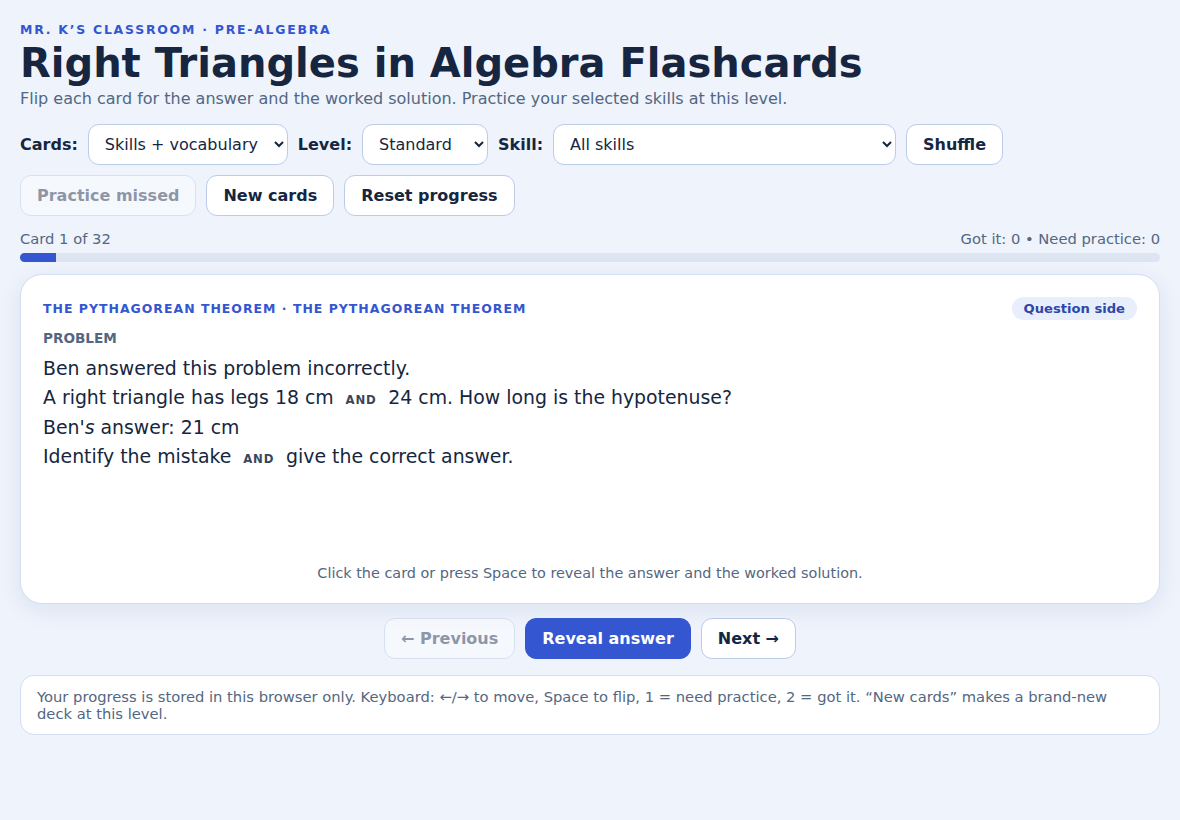 MR. K’S CLASSROOM · PRE-ALGEBRA
Right Triangles in Algebra Flashcards
Flip each card for the answer and the worked solution. Practice your selected skills at this level.
Cards: Skills + vocabulary Level: Standard Skill: All skills Shuffle
Practice missed New cards Reset progress
Card 1 of 32 Got it: 0 • Need practice: 0
THE PYTHAGOREAN THEOREM · THE PYTHAGOREAN THEOREM Question side
PROBLEM
Ben answered this problem incorrectly.
A right triangle has legs 18 cm AND 24 cm. How long is the hypotenuse?
Ben's answer: 21 cm
Identify the mistake AND give the correct answer.
Click the card or press Space to reveal the answer and the worked solution.
← Previous Reveal answer Next →
Your progress is stored in this browser only. Keyboard: ←/→ to move, Space to flip, 1 = need practice, 2 = got it. “New cards” makes a brand-new
deck at this level.